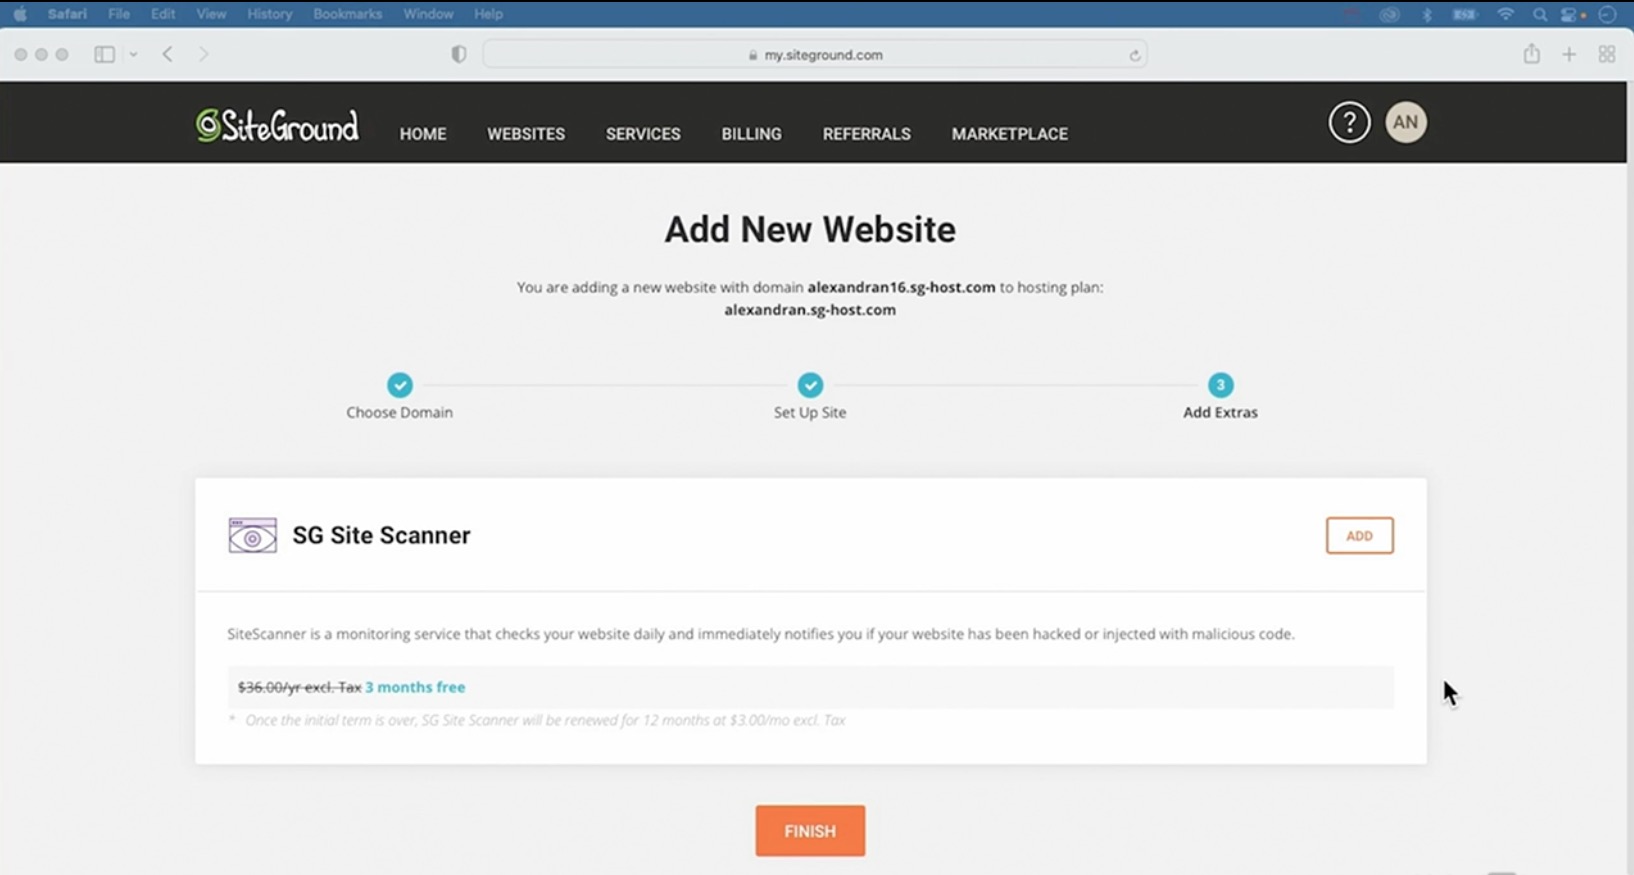 Safari File Edit View History Bookmarks Window Help
my.siteground.com
SiteGround HOME WEBSITES SERVICES BILLING REFERRALS MARKETPLACE ? AN
Add New Website
You are adding a new website with domain alexandran16.sg-host.com to hosting plan:
alexandran.sg-host.com
3
Choose Domain Set Up Site Add Extras
SG Site Scanner ADD
SiteScanner is a monitoring service that checks your website daily and immediately notifies you if your website has been hacked or injected with malicious code.
$36.00/yr excl. Tax 3 months free
* Once the initial term is over, SG Site Scanner will be renewed for 12 months at $3.00/mo excl. Tax
FINISH